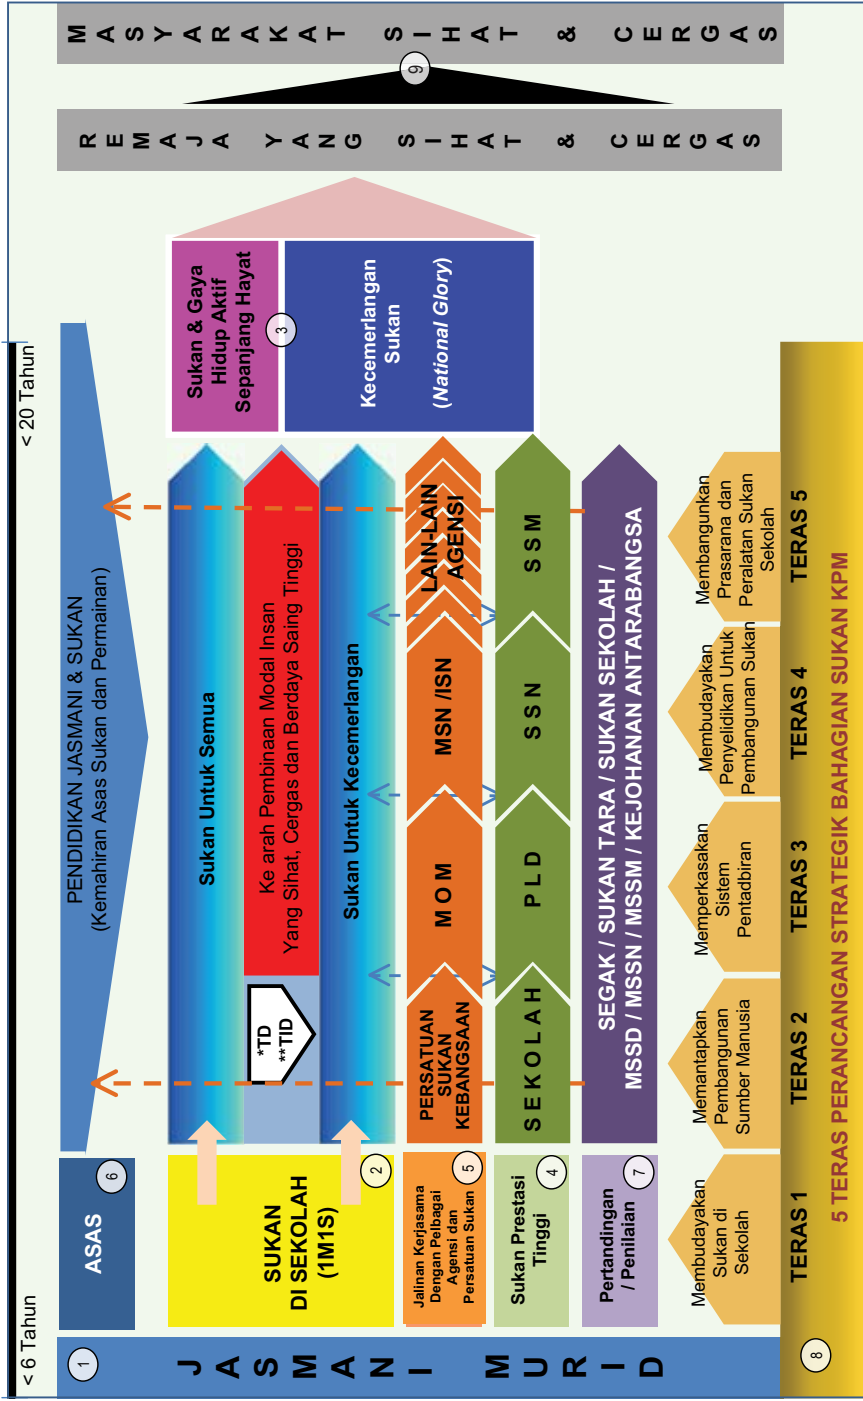 < 6 Tahun
< 20 Tahun
1
JASMANI MURID
ASAS
6
PENDIDIKAN JASMANI & SUKAN
(Kemahiran Asas Sukan dan Permainan)
SUKAN
DI SEKOLAH
(1M1S)
2
Sukan Untuk Semua
*TD
**TID
Ke arah Pembinaan Modal Insan
Yang Sihat, Cergas dan Berdaya Saing Tinggi
Sukan Untuk Kecemerlangan
Sukan & Gaya
Hidup Aktif
Sepanjang Hayat
3
Kecemerlangan
Sukan
(National Glory)
Jalinan Kerjasama
Dengan Pelbagai
Agensi dan
Persatuan Sukan
5
PERSATUAN
SUKAN
KEBANGSAAN
M O M
MSN /ISN
LAIN-LAIN
AGENSI
Sukan Prestasi
Tinggi
4
S E K O L A H
P L D
SSN
SSM
Pertandingan
/ Penilaian
7
SEGAK / SUKAN TARA / SUKAN SEKOLAH /
MSSD / MSSN / MSSM / KEJOHANAN ANTARABANGSA
Membudayakan
Sukan di
Sekolah
Memantapkan
Pembangunan
Sumber Manusia
Memperkasakan
Sistem
Pentadbiran
Membudayakan
Penyelidikan Untuk
Pembangunan Sukan
Membangunkan
Prasarana dan
Peralatan Sukan
Sekolah
8
TERAS 1
TERAS 2
TERAS 3
TERAS 4
TERAS 5
5 TERAS PERANCANGAN STRATEGIK BAHAGIAN SUKAN KPM
REMAJA YANG SIHAT & CERGAS
9
MASYARAKAT SIHAT & CERGAS